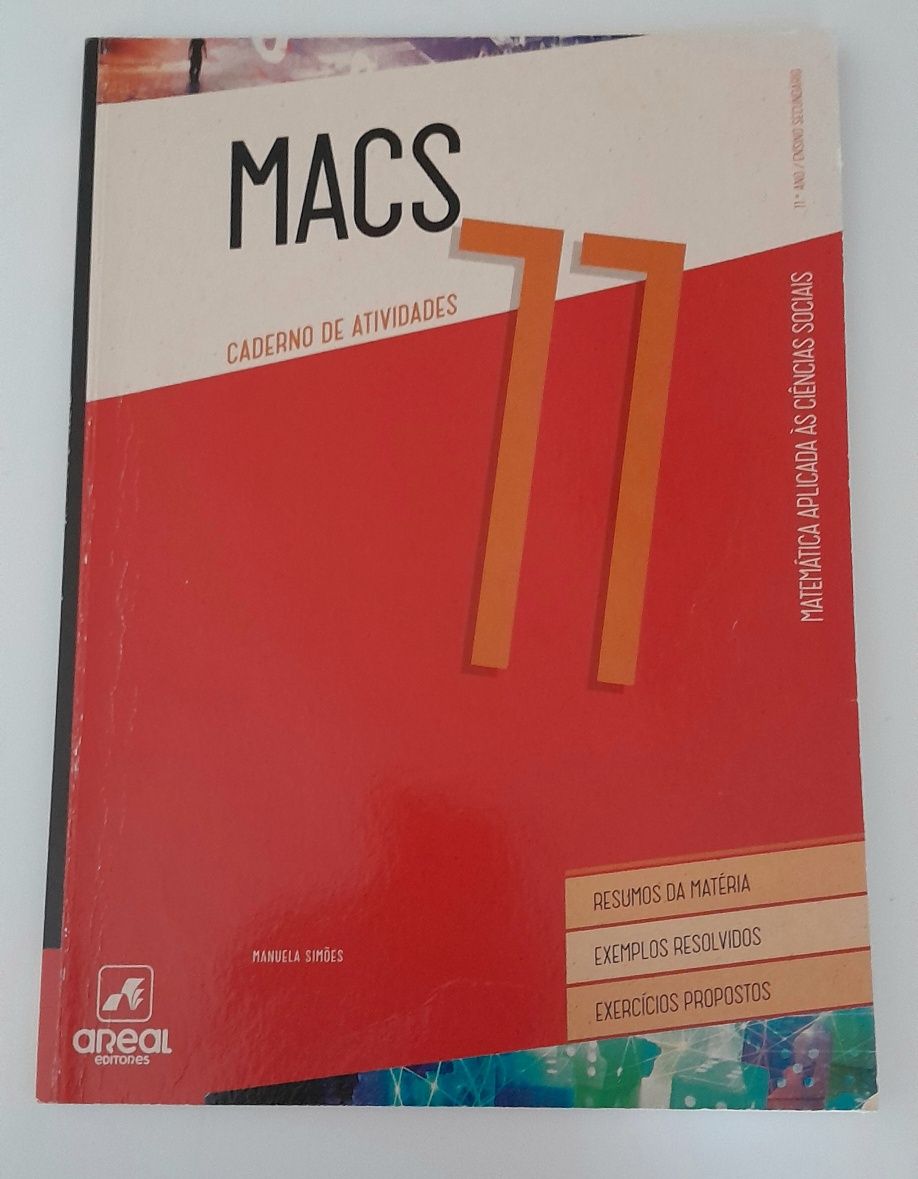 MACS
11
CADERNO DE ATIVIDADES
11.º ANO / ENSINO SECUNDÁRIO
MATEMÁTICA APLICADA ÀS CIÊNCIAS SOCIAIS
RESUMOS DA MATÉRIA
EXEMPLOS RESOLVIDOS
EXERCÍCIOS PROPOSTOS
MANUELA SIMÕES
areal
EDITORES